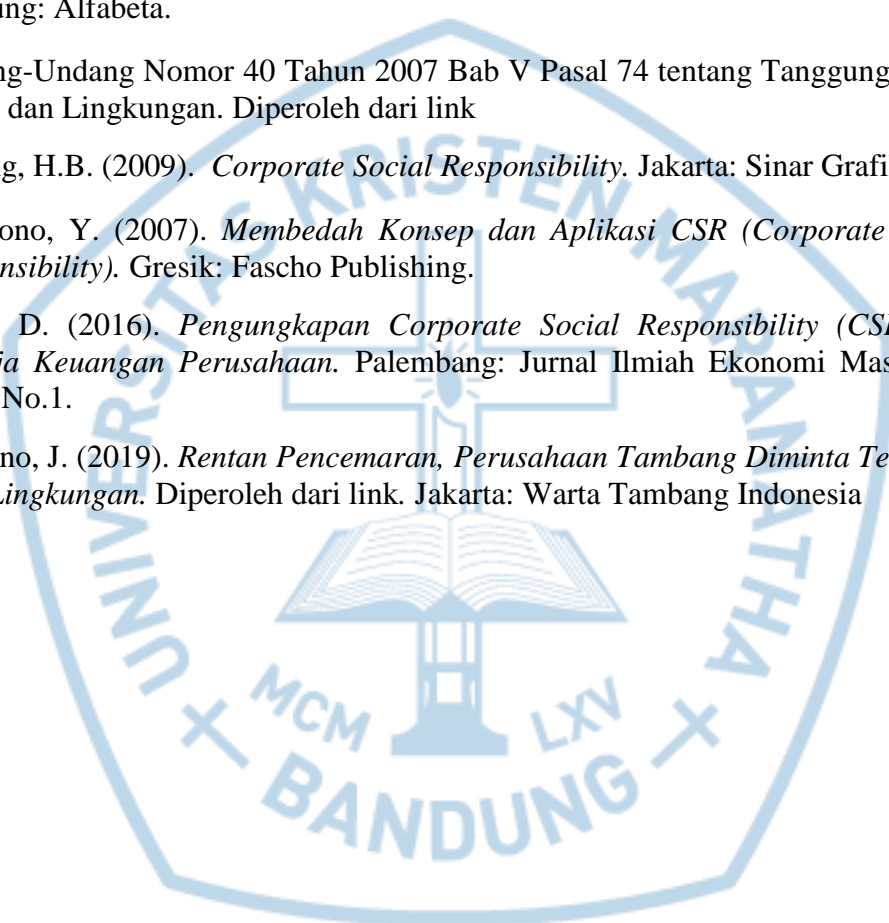 ung: Alfabeta.
ng-Undang Nomor 40 Tahun 2007 Bab V Pasal 74 tentang Tanggung
dan Lingkungan. Diperoleh dari link
g, H.B. (2009). Corporate Social Responsibility. Jakarta: Sinar Grafi
ono, Y. (2007). Membedah Konsep dan Aplikasi CSR (Corporate
nsibility). Gresik: Fascho Publishing.
D. (2016). Pengungkapan Corporate Social Responsibility (CSR
ja Keuangan Perusahaan. Palembang: Jurnal Ilmiah Ekonomi Mas
No.1.
no, J. (2019). Rentan Pencemaran, Perusahaan Tambang Diminta Te
Lingkungan. Diperoleh dari link. Jakarta: Warta Tambang Indonesia
UNIVERSITAS KRISTEN MARANATHA
MCM LXV
BANDUNG